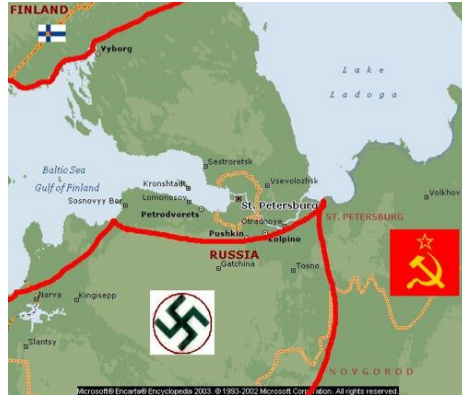 FINLAND
Vyborg
Lake
Ladoga
Sestroretsk
Baltic Sea
Gulf of Finland
Kronshtadt
Vsevolozhsk
Sosnovyy Bor
Lomonosov
St. Petersburg
Volkhov
Petrodvorets
Otradnoye
ST. PETERSBURG
Pushkin
Kolpino
RUSSIA
Gatchina
Tosno
Narva
Kingisepp
Slantsy
NOVGOROD
Microsoft® Encarta® Encyclopedia 2003. © 1993-2002 Microsoft Corporation. All rights reserved.